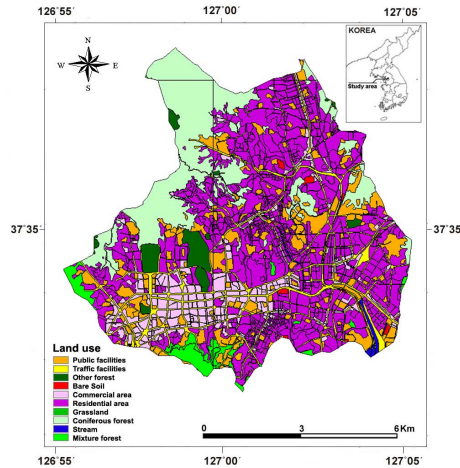 126°55' 127°00' 127°05'
N
W E
S
KOREA
Study area
37°35' 37°35'
Land use
Public facilities
Traffic facilities
Other forest
Bare Soil
Commercial area
Residential area
Grassland
Coniferous forest
Stream
Mixture forest
0 3 6 Km
126°55' 127°00' 127°05'